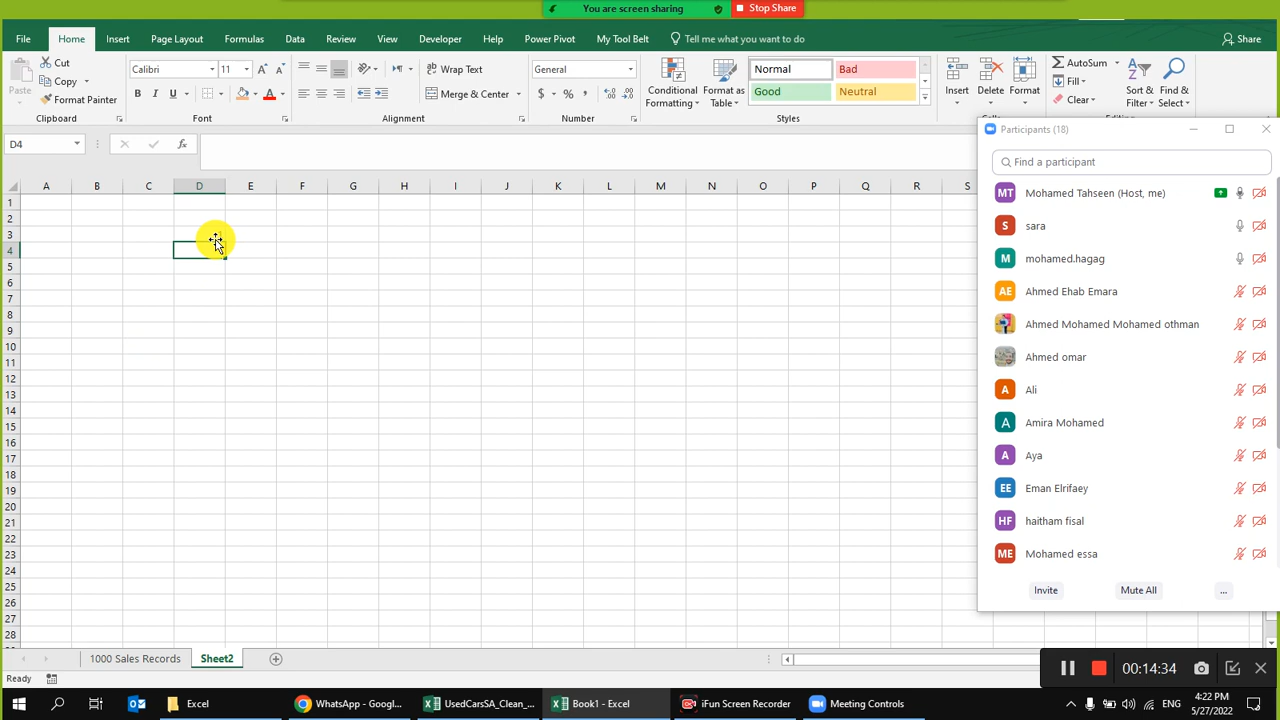 You are screen sharing Stop Share
File Home Insert Page Layout Formulas Data Review View Developer Help Power Pivot My Tool Belt Tell me what you want to do Share
Cut
Copy
Paste
Format Painter
Clipboard
Calibri 11
B I U
Font
Wrap Text
Merge & Center
Alignment
General
$ % ,
Number
Conditional Formatting
Format as Table
Normal Bad
Good Neutral
Styles
Insert Delete Format
AutoSum
Fill
Clear
Sort & Filter
Find & Select
D4
fx
A B C D E F G H I J K L M N O P Q R S
1
2
3
4
5
6
7
8
9
10
11
12
13
14
15
16
17
18
19
20
21
22
23
24
25
26
27
28
Participants (18)
Find a participant
MT Mohamed Tahseen (Host, me)
S sara
M mohamed.hagag
AE Ahmed Ehab Emara
Ahmed Mohamed Mohamed othman
Ahmed omar
A Ali
A Amira Mohamed
A Aya
EE Eman Elrifaey
HF haitham fisal
ME Mohamed essa
Invite Mute All ...
1000 Sales Records Sheet2
Ready
00:14:34
Excel WhatsApp - Googl... UsedCarsSA_Clean_... Book1 - Excel iFun Screen Recorder Meeting Controls
ENG
4:22 PM
5/27/2022